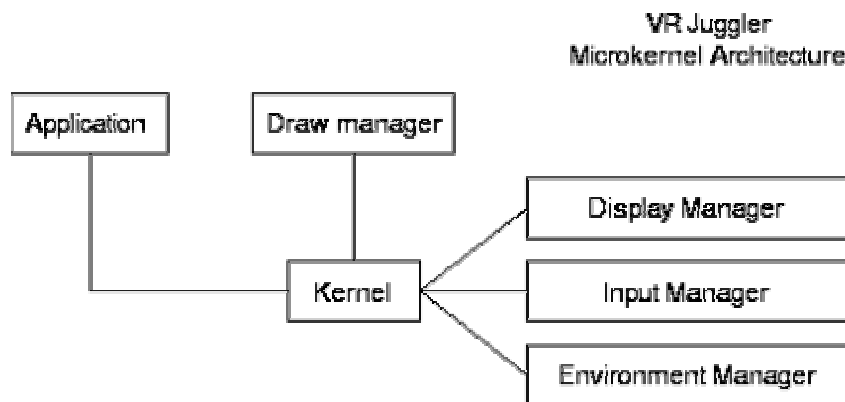 VR Juggler
Microkernel Architecture
Application
Draw manager
Display Manager
Kernel
Input Manager
Environment Manager